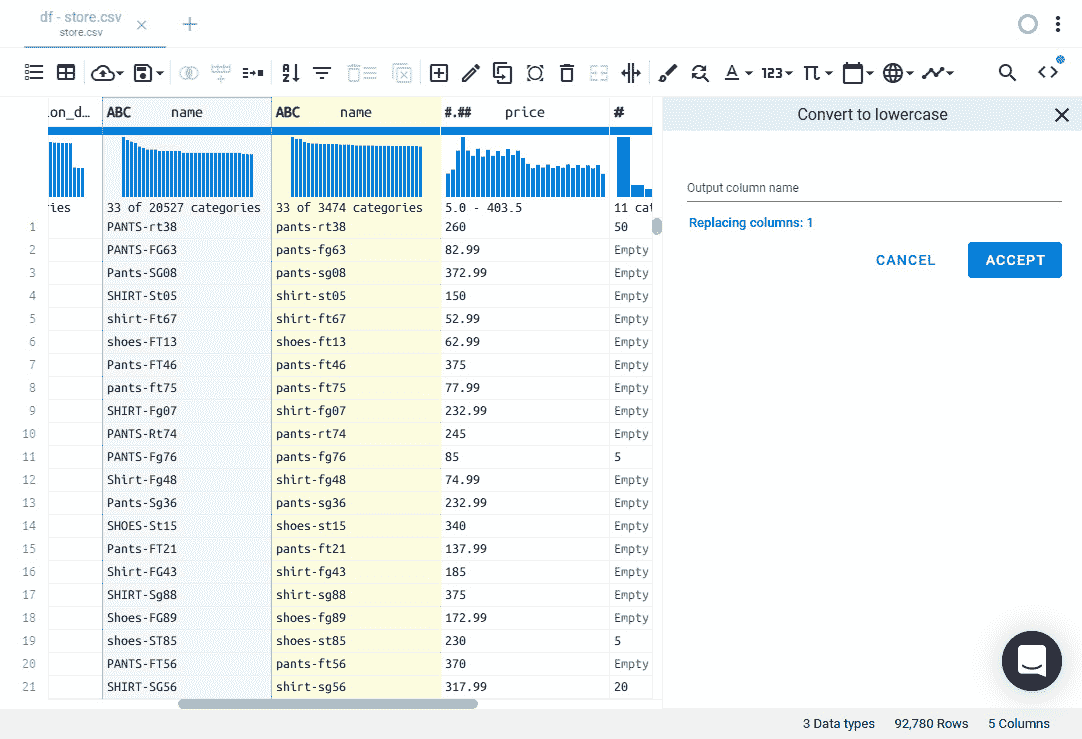 df - store.csv
store.csv
A 123 π
Convert to lowercase
on_d... ABC name ABC name #.## price #
ies 33 of 20527 categories 33 of 3474 categories 5.0 - 403.5 11 cat
1 PANTS-rt38 pants-rt38 260 50
2 PANTS-FG63 pants-fg63 82.99 Empty
3 Pants-SG08 pants-sg08 372.99 Empty
4 SHIRT-St05 shirt-st05 150 Empty
5 shirt-Ft67 shirt-ft67 52.99 Empty
6 shoes-FT13 shoes-ft13 62.99 Empty
7 Pants-FT46 pants-ft46 375 Empty
8 pants-ft75 pants-ft75 77.99 Empty
9 SHIRT-Fg07 shirt-fg07 232.99 Empty
10 PANTS-Rt74 pants-rt74 245 Empty
11 PANTS-Fg76 pants-fg76 85 5
12 Shirt-Fg48 shirt-fg48 74.99 Empty
13 Pants-Sg36 pants-sg36 232.99 Empty
14 SHOES-St15 shoes-st15 340 Empty
15 Pants-FT21 pants-ft21 137.99 Empty
16 Shirt-FG43 shirt-fg43 185 Empty
17 SHIRT-Sg88 shirt-sg88 375 Empty
18 Shoes-FG89 shoes-fg89 172.99 Empty
19 shoes-ST85 shoes-st85 230 5
20 PANTS-FT56 pants-ft56 370 Empty
21 SHIRT-SG56 shirt-sg56 317.99 20
Output column name
Replacing columns: 1
CANCEL ACCEPT
3 Data types 92,780 Rows 5 Columns